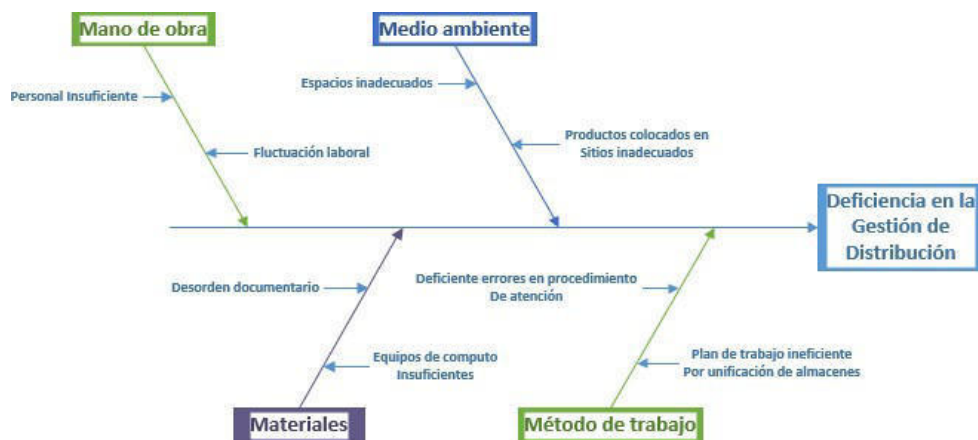 Mano de obra
Medio ambiente
Espacios inadecuados
Personal Insuficiente
Fluctuación laboral
Productos colocados en
Sitios inadecuados
Deficiencia en la
Gestión de
Distribución
Desorden documentario
Deficiente errores en procedimiento
De atención
Equipos de computo
Insuficientes
Plan de trabajo ineficiente
Por unificación de almacenes
Materiales
Método de trabajo